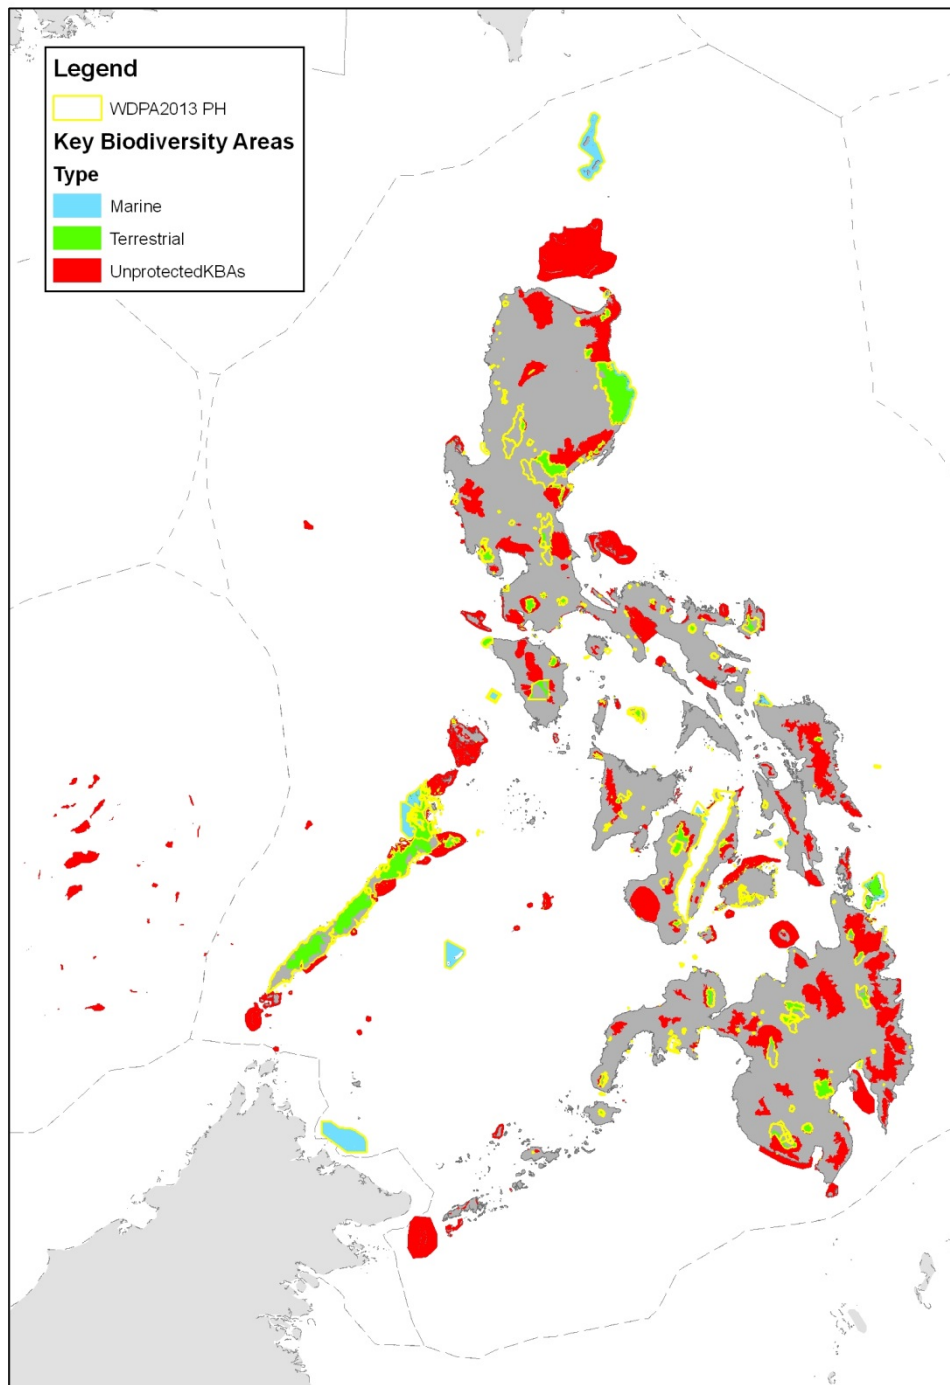 Legend
WDPA2013 PH
Key Biodiversity Areas
Type
Marine
Terrestrial
UnprotectedKBAs